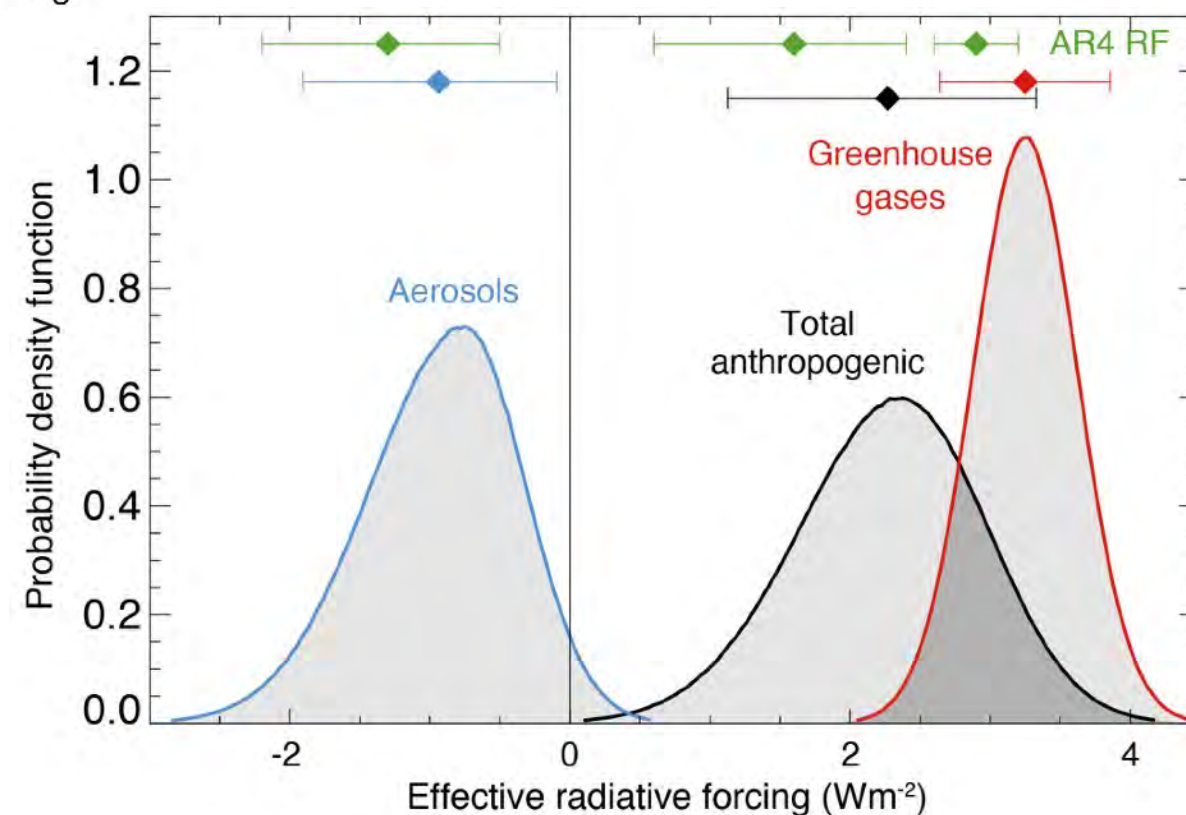 AR4 RF
1.2
1.0
0.8
0.6
0.4
0.2
0.0
Probability density function
Greenhouse
gases
Aerosols
Total
anthropogenic
-2
0
2
4
Effective radiative forcing (Wm⁻²)